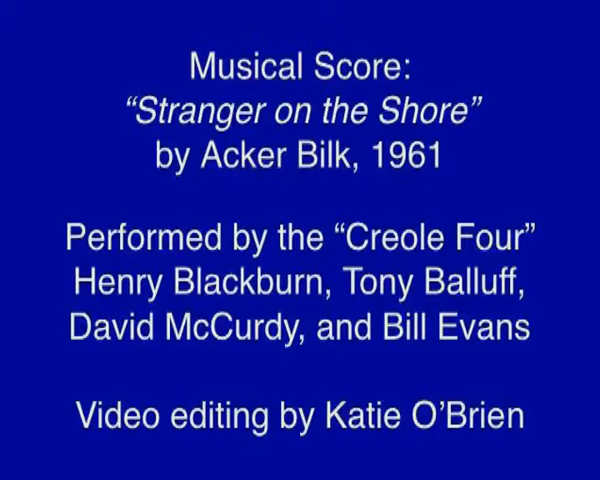 Musical Score:
“Stranger on the Shore”
by Acker Bilk, 1961
Performed by the “Creole Four”
Henry Blackburn, Tony Balluff,
David McCurdy, and Bill Evans
Video editing by Katie O’Brien